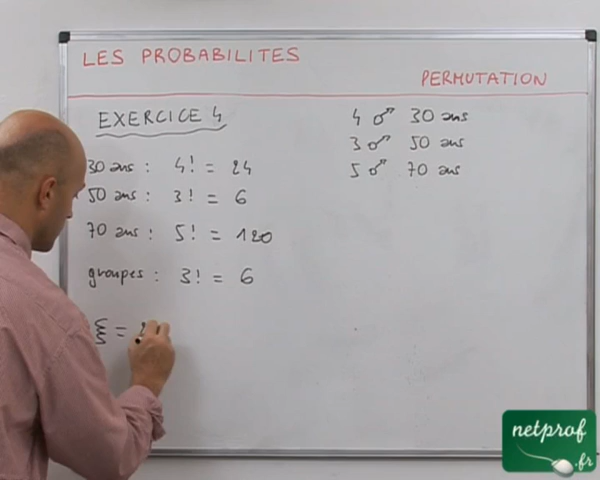 LES PROBABILITES
PERMUTATION
EXERCICE 4
4 ♂ 30 ans
3 ♂ 50 ans
5 ♂ 70 ans
30 ans : 4! = 24
50 ans : 3! = 6
70 ans : 5! = 120
groupes : 3! = 6
ξ =
netprof
.fr